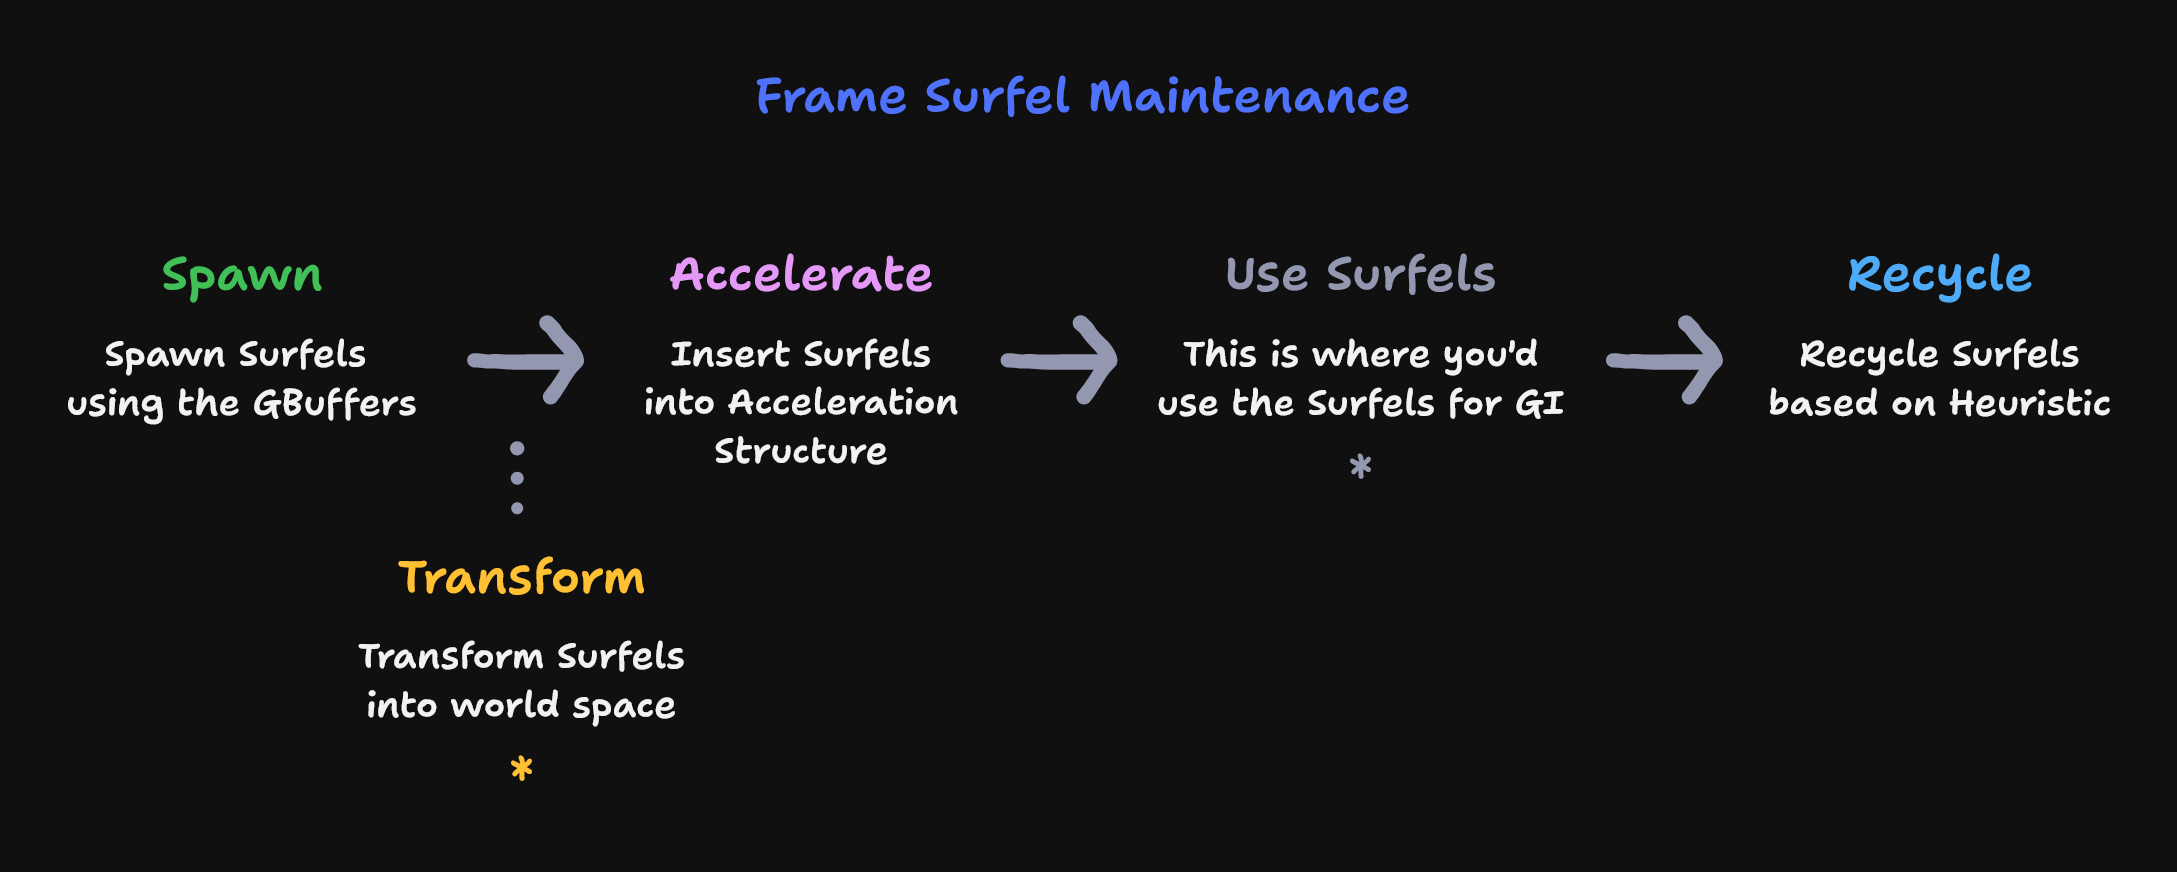 Frame Surfel Maintenance
Spawn
Spawn Surfels
using the GBuffers
Transform
Transform Surfels
into world space
*
Accelerate
Insert Surfels
into Acceleration
Structure
Use Surfels
This is where you'd
use the Surfels for GI
*
Recycle
Recycle Surfels
based on Heuristic